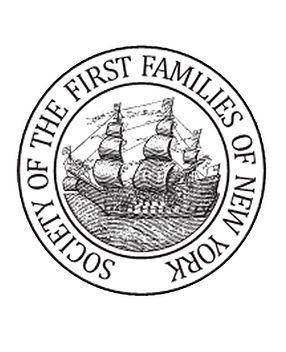 SOCIETY OF THE FIRST FAMILIES OF NEW YORK